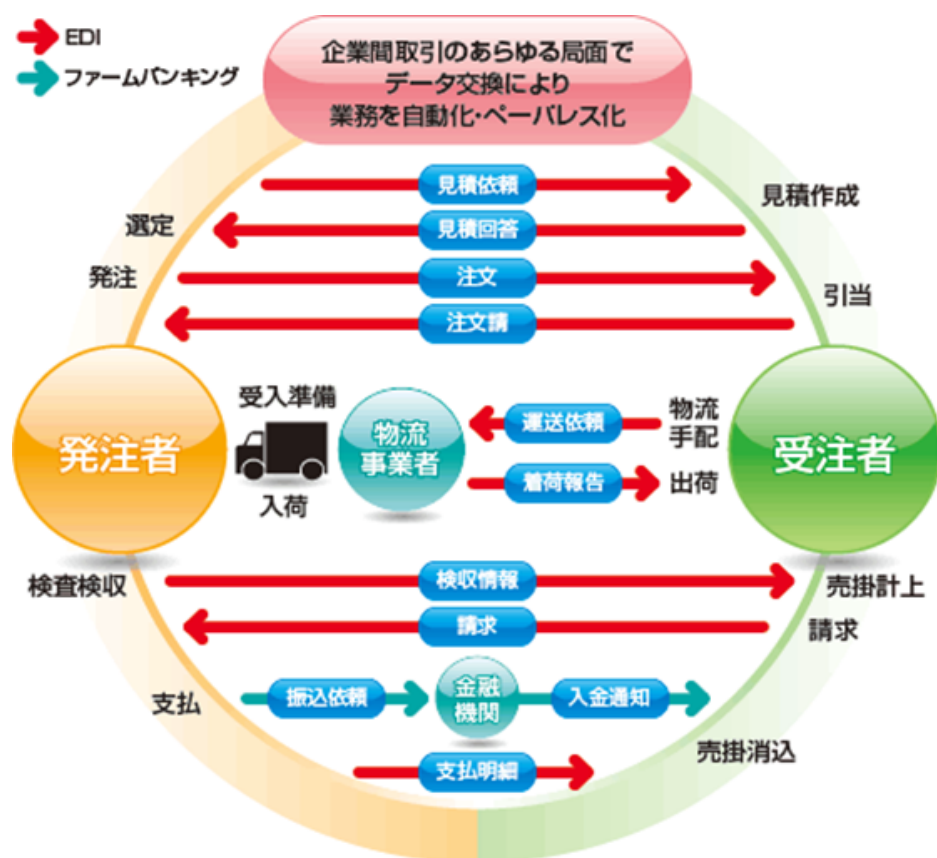 EDI
ファームバンキング
企業間取引のあらゆる局面で
データ交換により
業務を自動化・ペーパレス化
見積依頼
見積作成
選定
見積回答
発注
注文
引当
注文請
発注者
受入準備
入荷
物流
事業者
運送依頼
物流
手配
着荷報告
出荷
受注者
検査検収
検収情報
売掛計上
請求
請求
支払
振込依頼
金融
機関
入金通知
売掛消込
支払明細